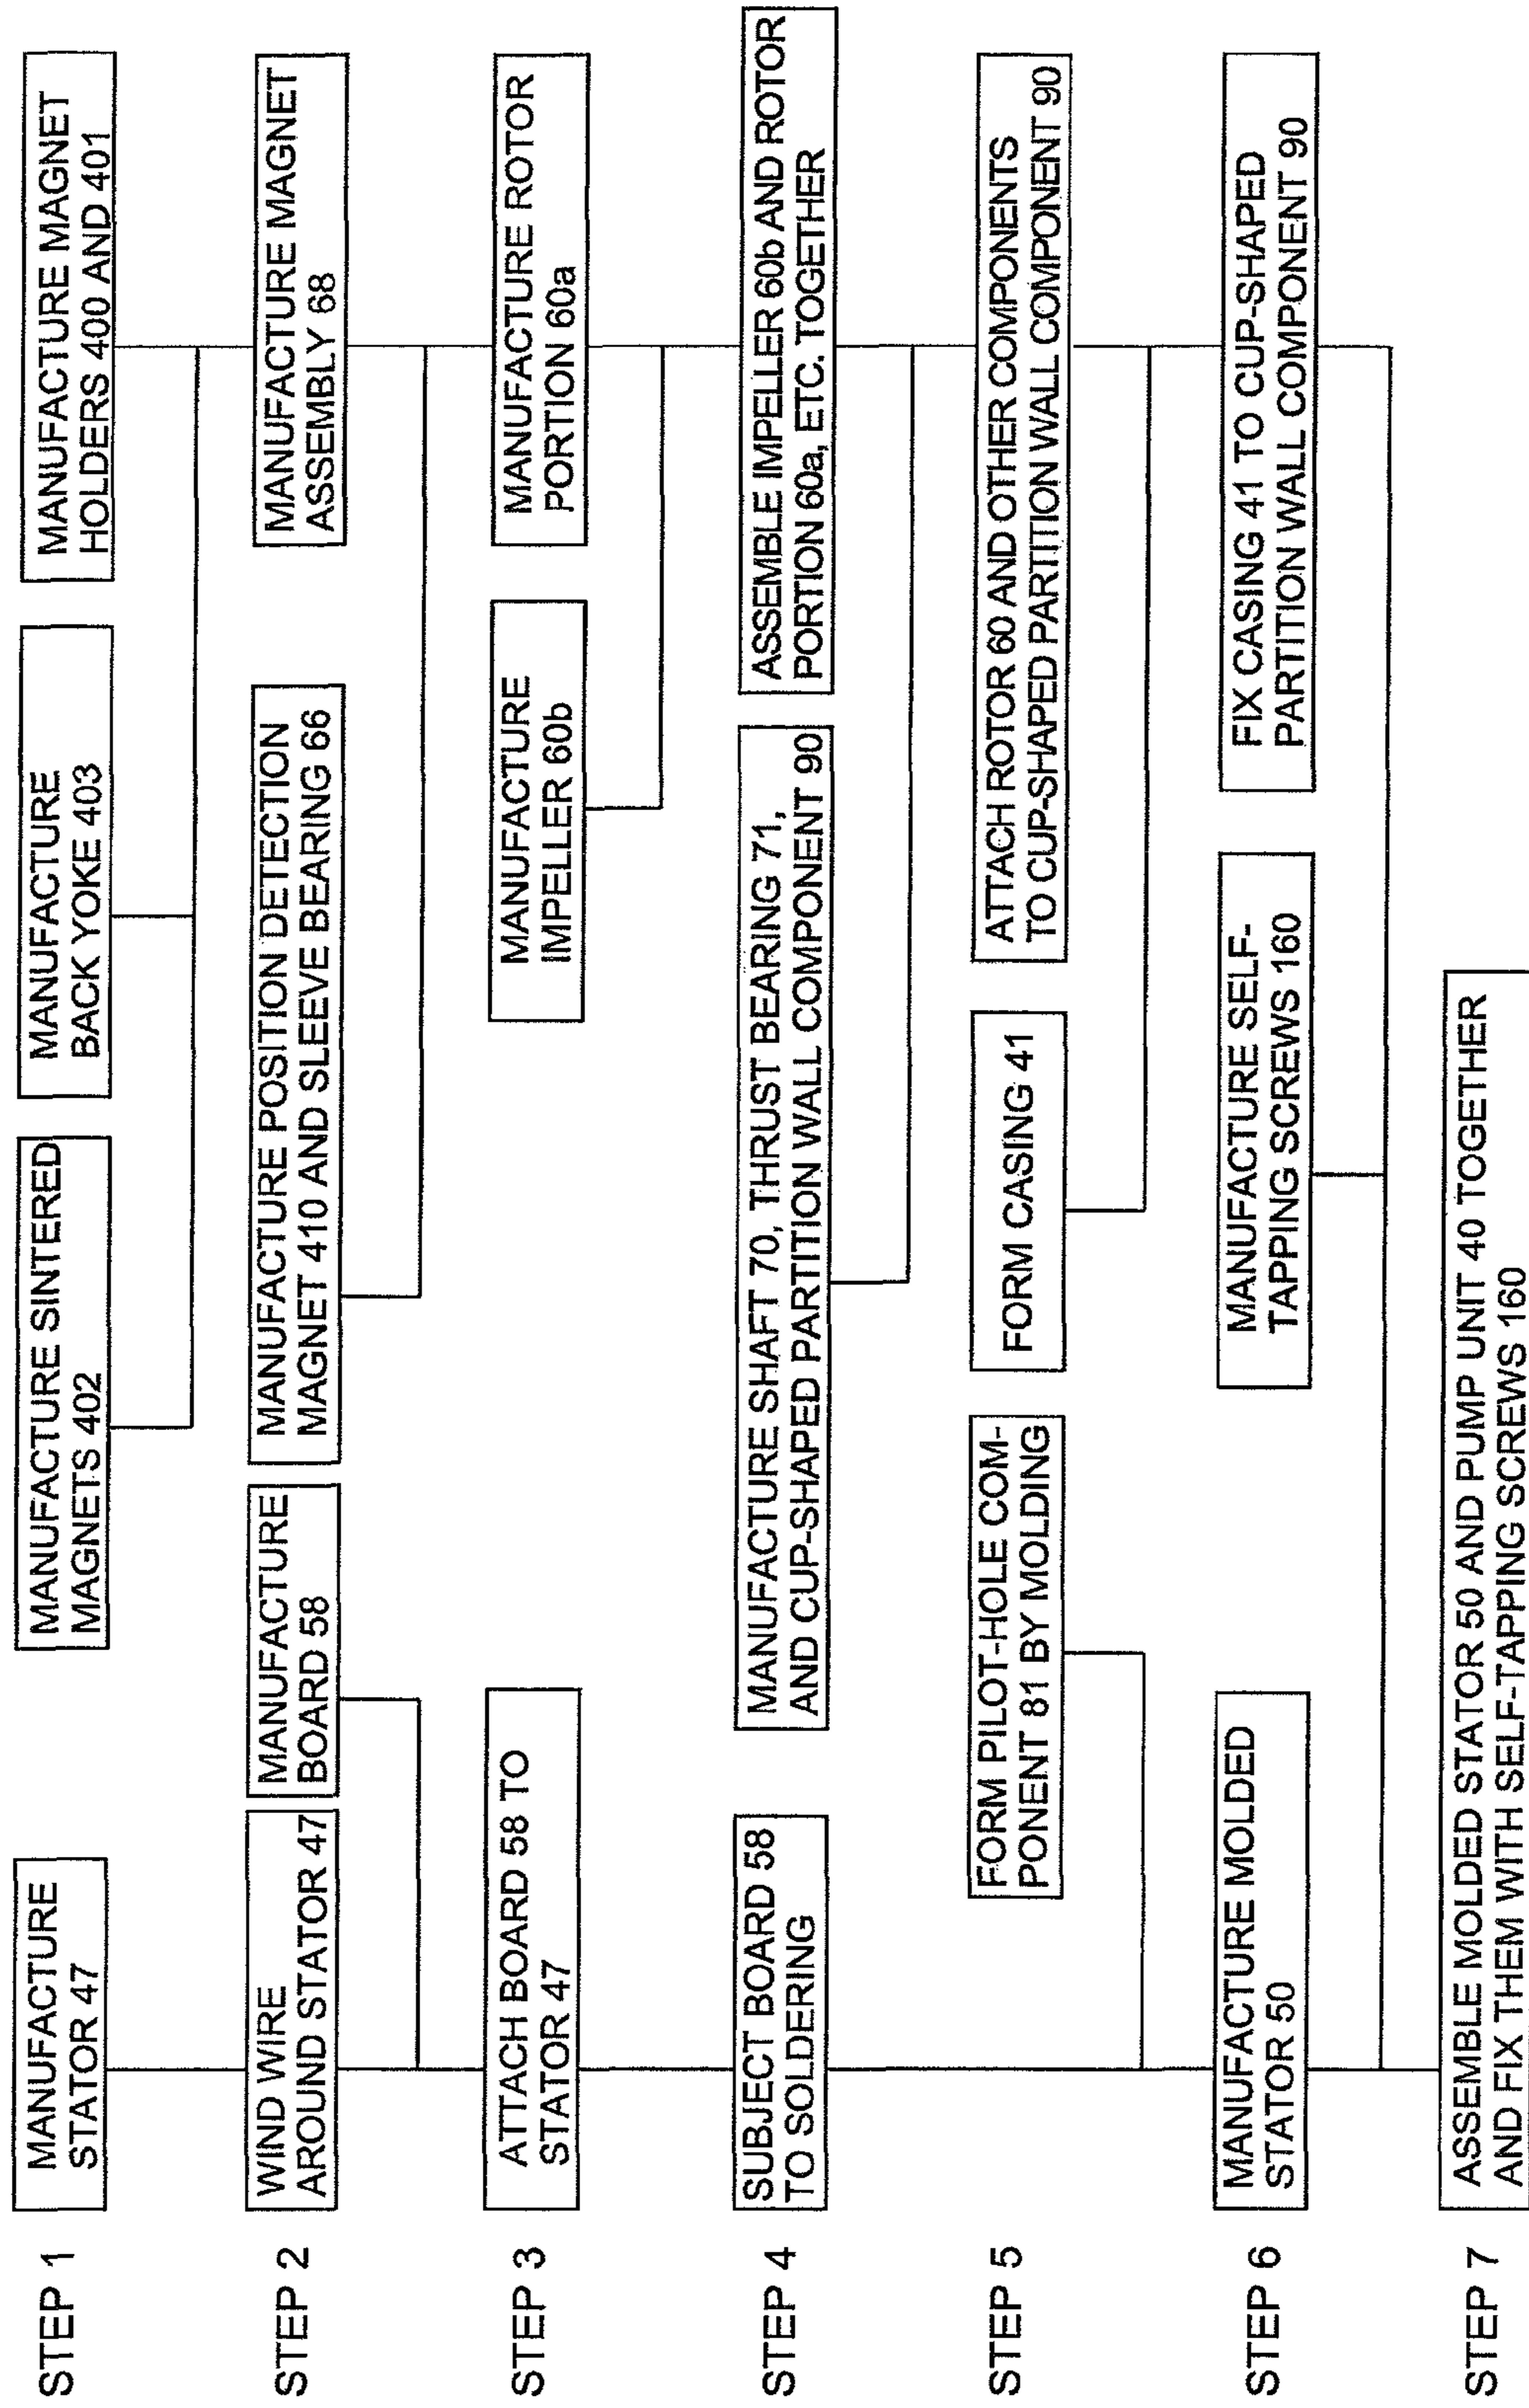 STEP 1
MANUFACTURE
STATOR 47
MANUFACTURE SINTERED
MAGNETS 402
MANUFACTURE
BACK YOKE 403
MANUFACTURE MAGNET
HOLDERS 400 AND 401
STEP 2
WIND WIRE
AROUND STATOR 47
MANUFACTURE
BOARD 58
MANUFACTURE POSITION DETECTION
MAGNET 410 AND SLEEVE BEARING 66
MANUFACTURE MAGNET
ASSEMBLY 68
STEP 3
ATTACH BOARD 58 TO
STATOR 47
MANUFACTURE
IMPELLER 60b
MANUFACTURE ROTOR
PORTION 60a
STEP 4
SUBJECT BOARD 58
TO SOLDERING
MANUFACTURE SHAFT 70, THRUST BEARING 71,
AND CUP-SHAPED PARTITION WALL COMPONENT 90
ASSEMBLE IMPELLER 60b AND ROTOR
PORTION 60a, ETC. TOGETHER
STEP 5
FORM PILOT-HOLE COM-
PONENT 81 BY MOLDING
FORM CASING 41
ATTACH ROTOR 60 AND OTHER COMPONENTS
TO CUP-SHAPED PARTITION WALL COMPONENT 90
STEP 6
MANUFACTURE MOLDED
STATOR 50
MANUFACTURE SELF-
TAPPING SCREWS 160
FIX CASING 41 TO CUP-SHAPED
PARTITION WALL COMPONENT 90
STEP 7
ASSEMBLE MOLDED STATOR 50 AND PUMP UNIT 40 TOGETHER
AND FIX THEM WITH SELF-TAPPING SCREWS 160